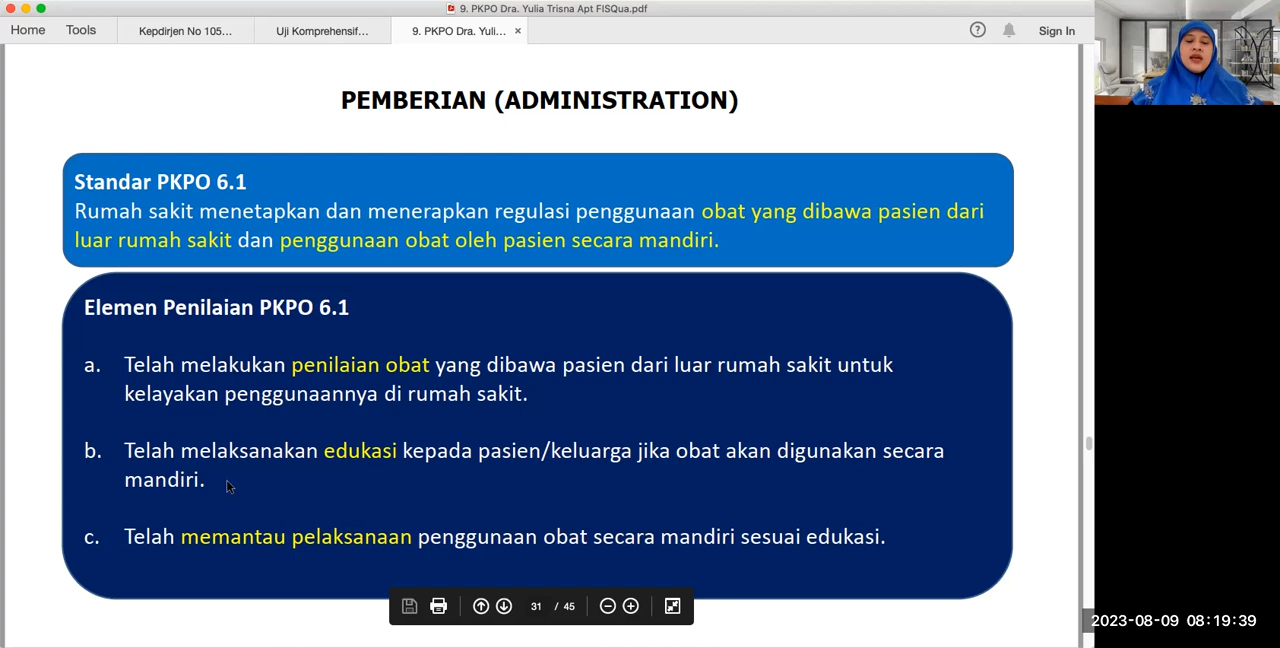 9. PKPO Dra. Yulia Trisna Apt FISQua.pdf
Home Tools Kepdirjen No 105... Uji Komprehensif... 9. PKPO Dra. Yuli... × ? Sign In
PEMBERIAN (ADMINISTRATION)
Standar PKPO 6.1
Rumah sakit menetapkan dan menerapkan regulasi penggunaan obat yang dibawa pasien dari
luar rumah sakit dan penggunaan obat oleh pasien secara mandiri.
Elemen Penilaian PKPO 6.1
a. Telah melakukan penilaian obat yang dibawa pasien dari luar rumah sakit untuk
kelayakan penggunaannya di rumah sakit.
b. Telah melaksanakan edukasi kepada pasien/keluarga jika obat akan digunakan secara
mandiri.
c. Telah memantau pelaksanaan penggunaan obat secara mandiri sesuai edukasi.
31 / 45
2023-08-09 08:19:39